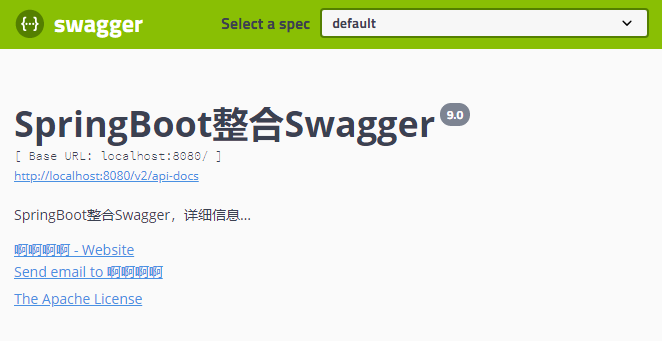 {···} swagger Select a spec default
SpringBoot整合Swagger 9.0
[ Base URL: localhost:8080/ ]
http://localhost:8080/v2/api-docs
SpringBoot整合Swagger，详细信息...
啊啊啊啊 - Website
Send email to 啊啊啊啊
The Apache License